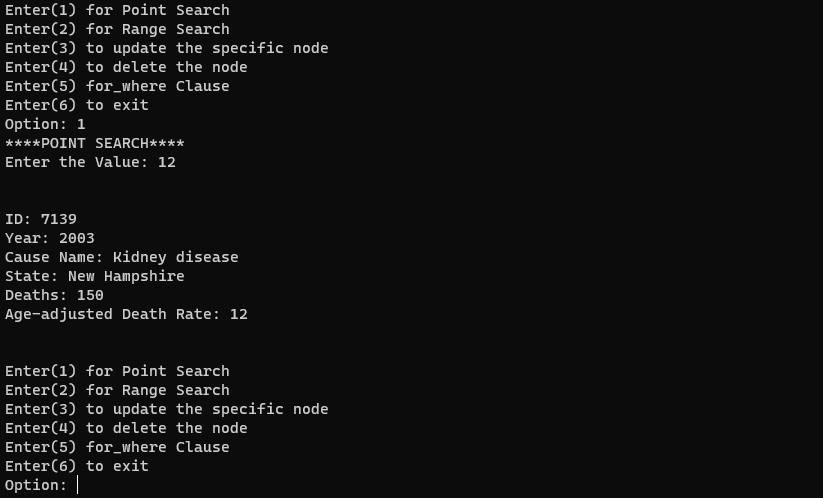 Enter(1) for Point Search
Enter(2) for Range Search
Enter(3) to update the specific node
Enter(4) to delete the node
Enter(5) for_where Clause
Enter(6) to exit
Option: 1
****POINT SEARCH****
Enter the Value: 12
ID: 7139
Year: 2003
Cause Name: Kidney disease
State: New Hampshire
Deaths: 150
Age-adjusted Death Rate: 12
Enter(1) for Point Search
Enter(2) for Range Search
Enter(3) to update the specific node
Enter(4) to delete the node
Enter(5) for_where Clause
Enter(6) to exit
Option: